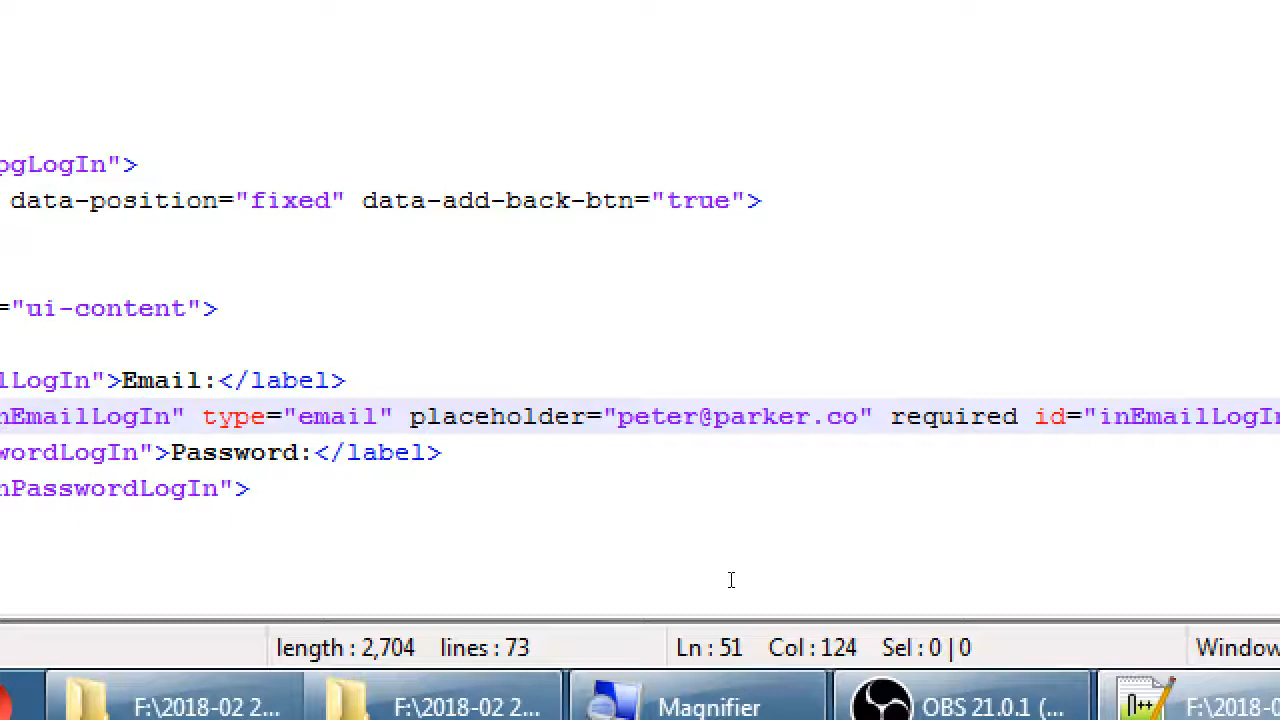 pgLogIn">
data-position="fixed" data-add-back-btn="true">
="ui-content">
lLogIn">Email:</label>
nEmailLogIn" type="email" placeholder="peter@parker.co" required id="inEmailLogIn
wordLogIn">Password:</label>
nPasswordLogIn">
length : 2,704 lines : 73 Ln : 51 Col : 124 Sel : 0 | 0 Window
F:\2018-02 2... F:\2018-02 2... Magnifier OBS 21.0.1 (... F:\2018-0